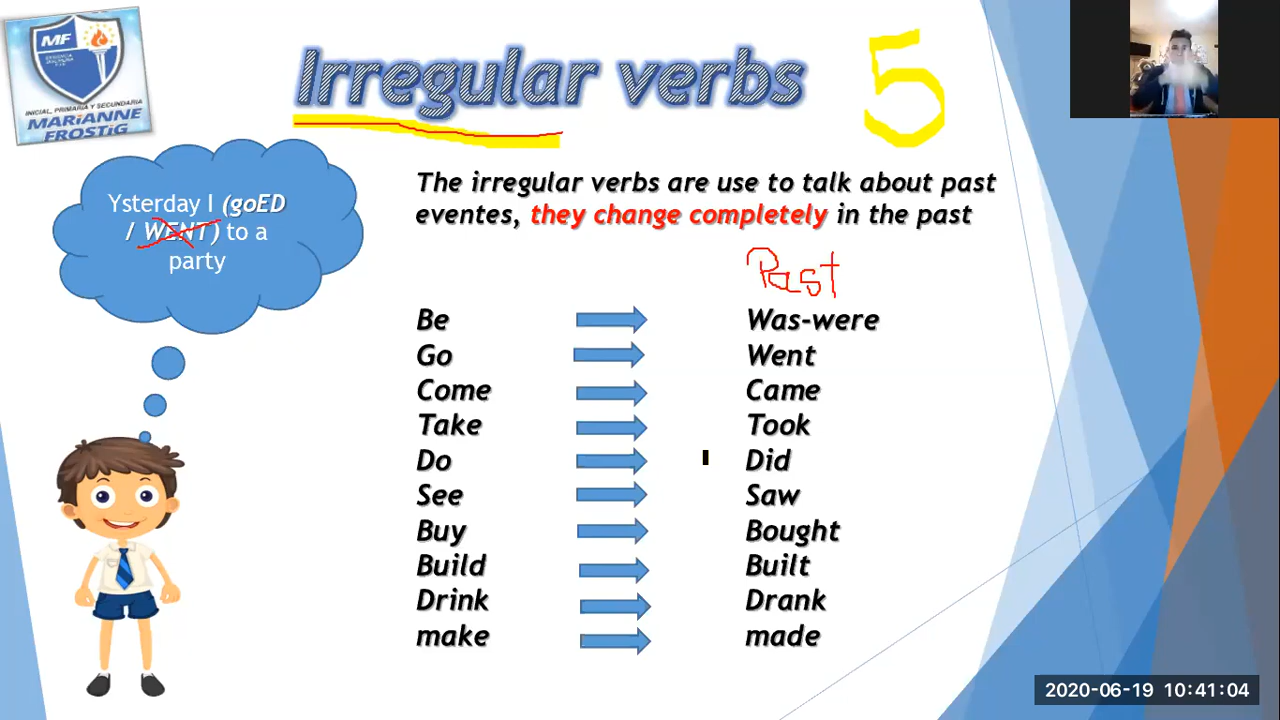 MF
INICIAL, PRIMARIA Y SECUNDARIA
MARIANNE
FROSTIG
Irregular verbs
5
Ysterday I (goED
/ WENT) to a
party
The irregular verbs are use to talk about past
eventes, they change completely in the past
Past
Be Was-were
Go Went
Come Came
Take Took
Do Did
See Saw
Buy Bought
Build Built
Drink Drank
make made
2020-06-19 10:41:04